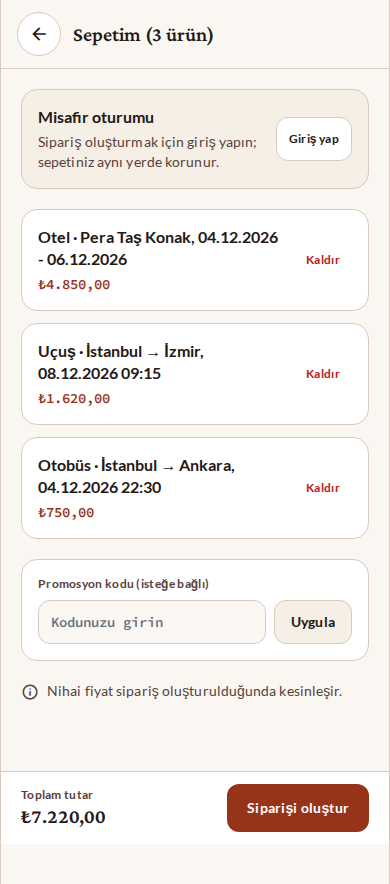 Sepetim (3 ürün)
Misafir oturumu
Sipariş oluşturmak için giriş yapın;
sepetiniz aynı yerde korunur.
Giriş yap
Otel · Pera Taş Konak, 04.12.2026
- 06.12.2026
₺4.850,00
Kaldır
Uçuş · İstanbul → İzmir,
08.12.2026 09:15
₺1.620,00
Kaldır
Otobüs · İstanbul → Ankara,
04.12.2026 22:30
₺750,00
Kaldır
Promosyon kodu (isteğe bağlı)
Kodunuzu girin
Uygula
Nihai fiyat sipariş oluşturulduğunda kesinleşir.
Toplam tutar
₺7.220,00
Siparişi oluştur